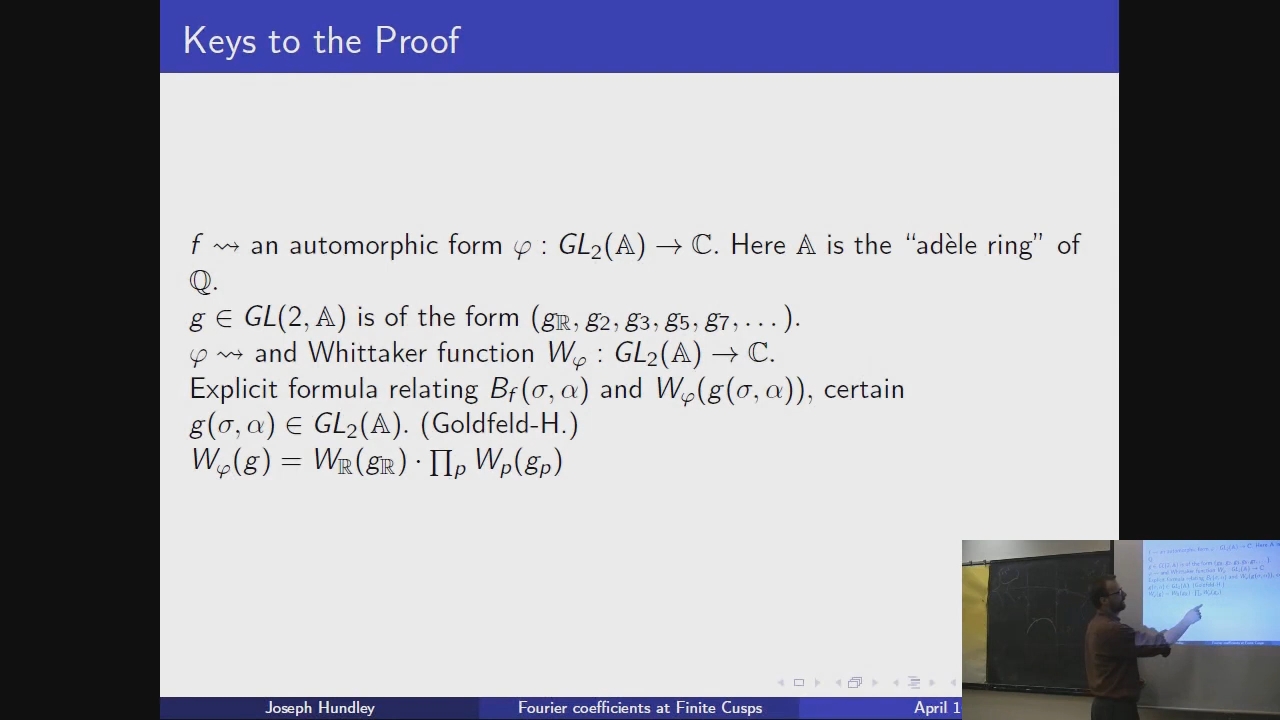 Keys to the Proof
f ⇝ an automorphic form φ : GL₂(𝔸) → ℂ. Here 𝔸 is the “adèle ring” of
ℚ.
g ∈ GL(2, 𝔸) is of the form (g_ℝ, g₂, g₃, g₅, g₇, . . . ).
φ ⇝ and Whittaker function W_φ : GL₂(𝔸) → ℂ.
Explicit formula relating B_f(σ, α) and W_φ(g(σ, α)), certain
g(σ, α) ∈ GL₂(𝔸). (Goldfeld-H.)
W_φ(g) = W_ℝ(g_ℝ) · ∏_p W_p(g_p)
Joseph Hundley
Fourier coefficients at Finite Cusps
April 1